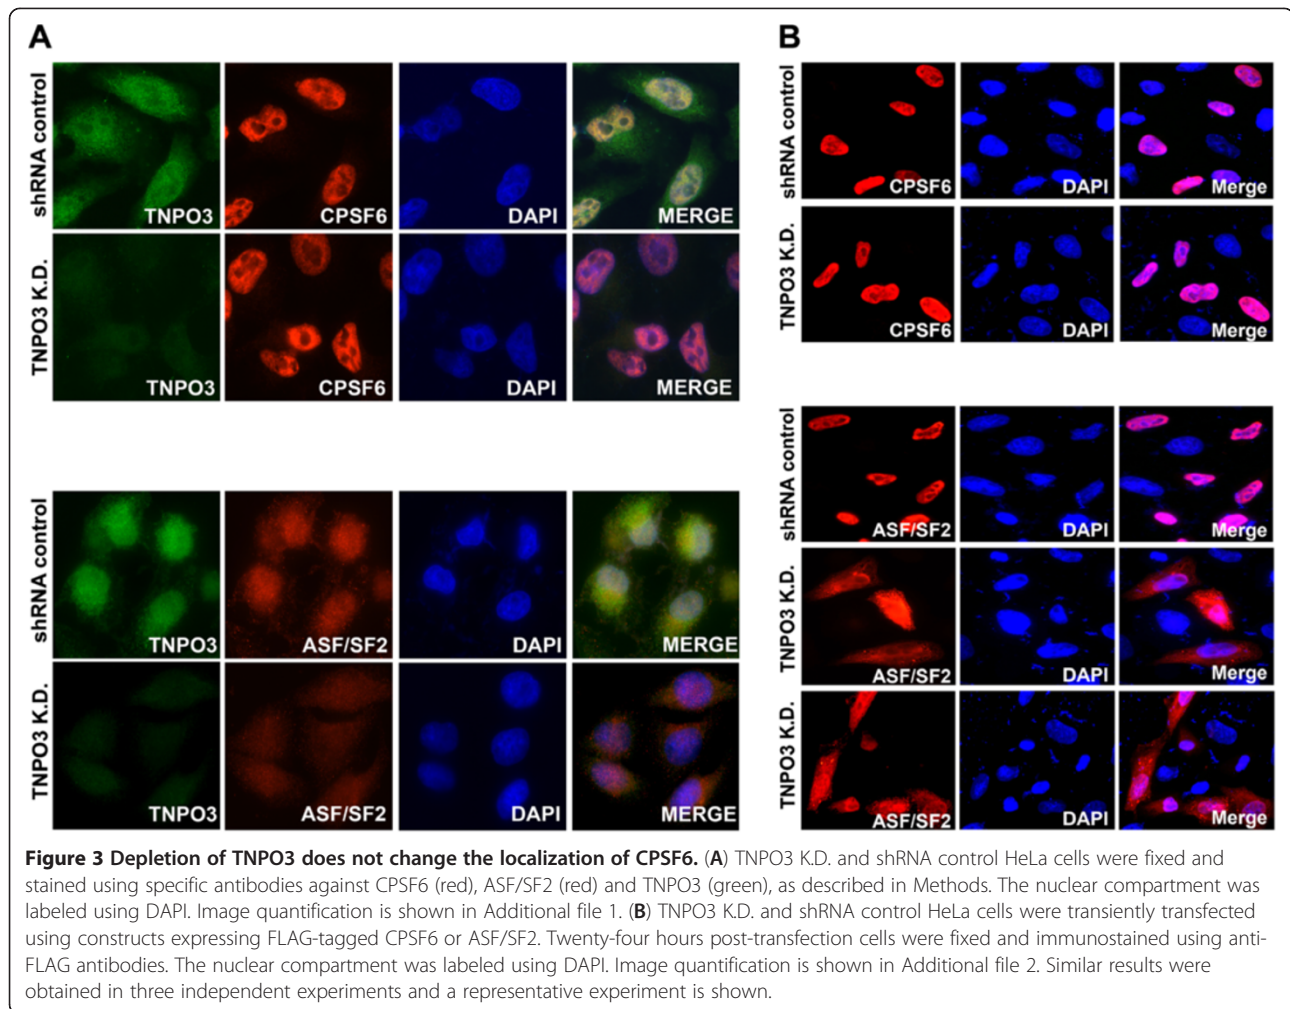 A
shRNA control
TNPO3
CPSF6
DAPI
MERGE
TNPO3 K.D.
TNPO3
CPSF6
DAPI
MERGE
shRNA control
TNPO3
ASF/SF2
DAPI
MERGE
TNPO3 K.D.
TNPO3
ASF/SF2
DAPI
MERGE
B
shRNA control
CPSF6
DAPI
Merge
TNPO3 K.D.
CPSF6
DAPI
Merge
shRNA control
ASF/SF2
DAPI
Merge
TNPO3 K.D.
ASF/SF2
DAPI
Merge
TNPO3 K.D.
ASF/SF2
DAPI
Merge
Figure 3 Depletion of TNPO3 does not change the localization of CPSF6. (A) TNPO3 K.D. and shRNA control HeLa cells were fixed and
stained using specific antibodies against CPSF6 (red), ASF/SF2 (red) and TNPO3 (green), as described in Methods. The nuclear compartment was
labeled using DAPI. Image quantification is shown in Additional file 1. (B) TNPO3 K.D. and shRNA control HeLa cells were transiently transfected
using constructs expressing FLAG-tagged CPSF6 or ASF/SF2. Twenty-four hours post-transfection cells were fixed and immunostained using anti-
FLAG antibodies. The nuclear compartment was labeled using DAPI. Image quantification is shown in Additional file 2. Similar results were
obtained in three independent experiments and a representative experiment is shown.